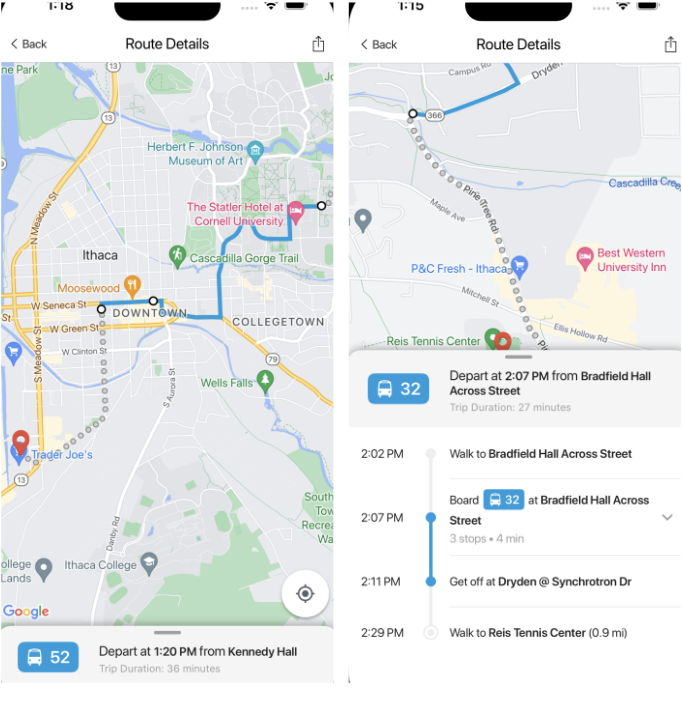 1:18
Back
Route Details
ne Park
13
Herbert F. Johnson
Museum of Art
The Statler Hotel at
Cornell University
N Meadow St
Ithaca
Cascadilla Gorge Trail
Moosewood
W Seneca St
DOWNTOWN
COLLEGETOWN
St
W Green St
W Clinton St
S Meadow St
79
S Aurora St
Wells Falls
Trader Joe's
13
South
Tow
Recrea
Wa
Danby Rd
ollege
Lands
Ithaca College
Google
52
Depart at 1:20 PM from Kennedy Hall
Trip Duration: 36 minutes
1:15
Back
Route Details
Campus Rd
Dryden
366
Cascadilla Cree
Pine Tree Rd
Maple Ave
Best Western
University Inn
P&C Fresh - Ithaca
Mitchell St
Ellis Hollow Rd
Reis Tennis Center
32
Depart at 2:07 PM from Bradfield Hall
Across Street
Trip Duration: 27 minutes
2:02 PM
Walk to Bradfield Hall Across Street
2:07 PM
Board 32 at Bradfield Hall Across
Street
3 stops • 4 min
2:11 PM
Get off at Dryden @ Synchrotron Dr
2:29 PM
Walk to Reis Tennis Center (0.9 mi)